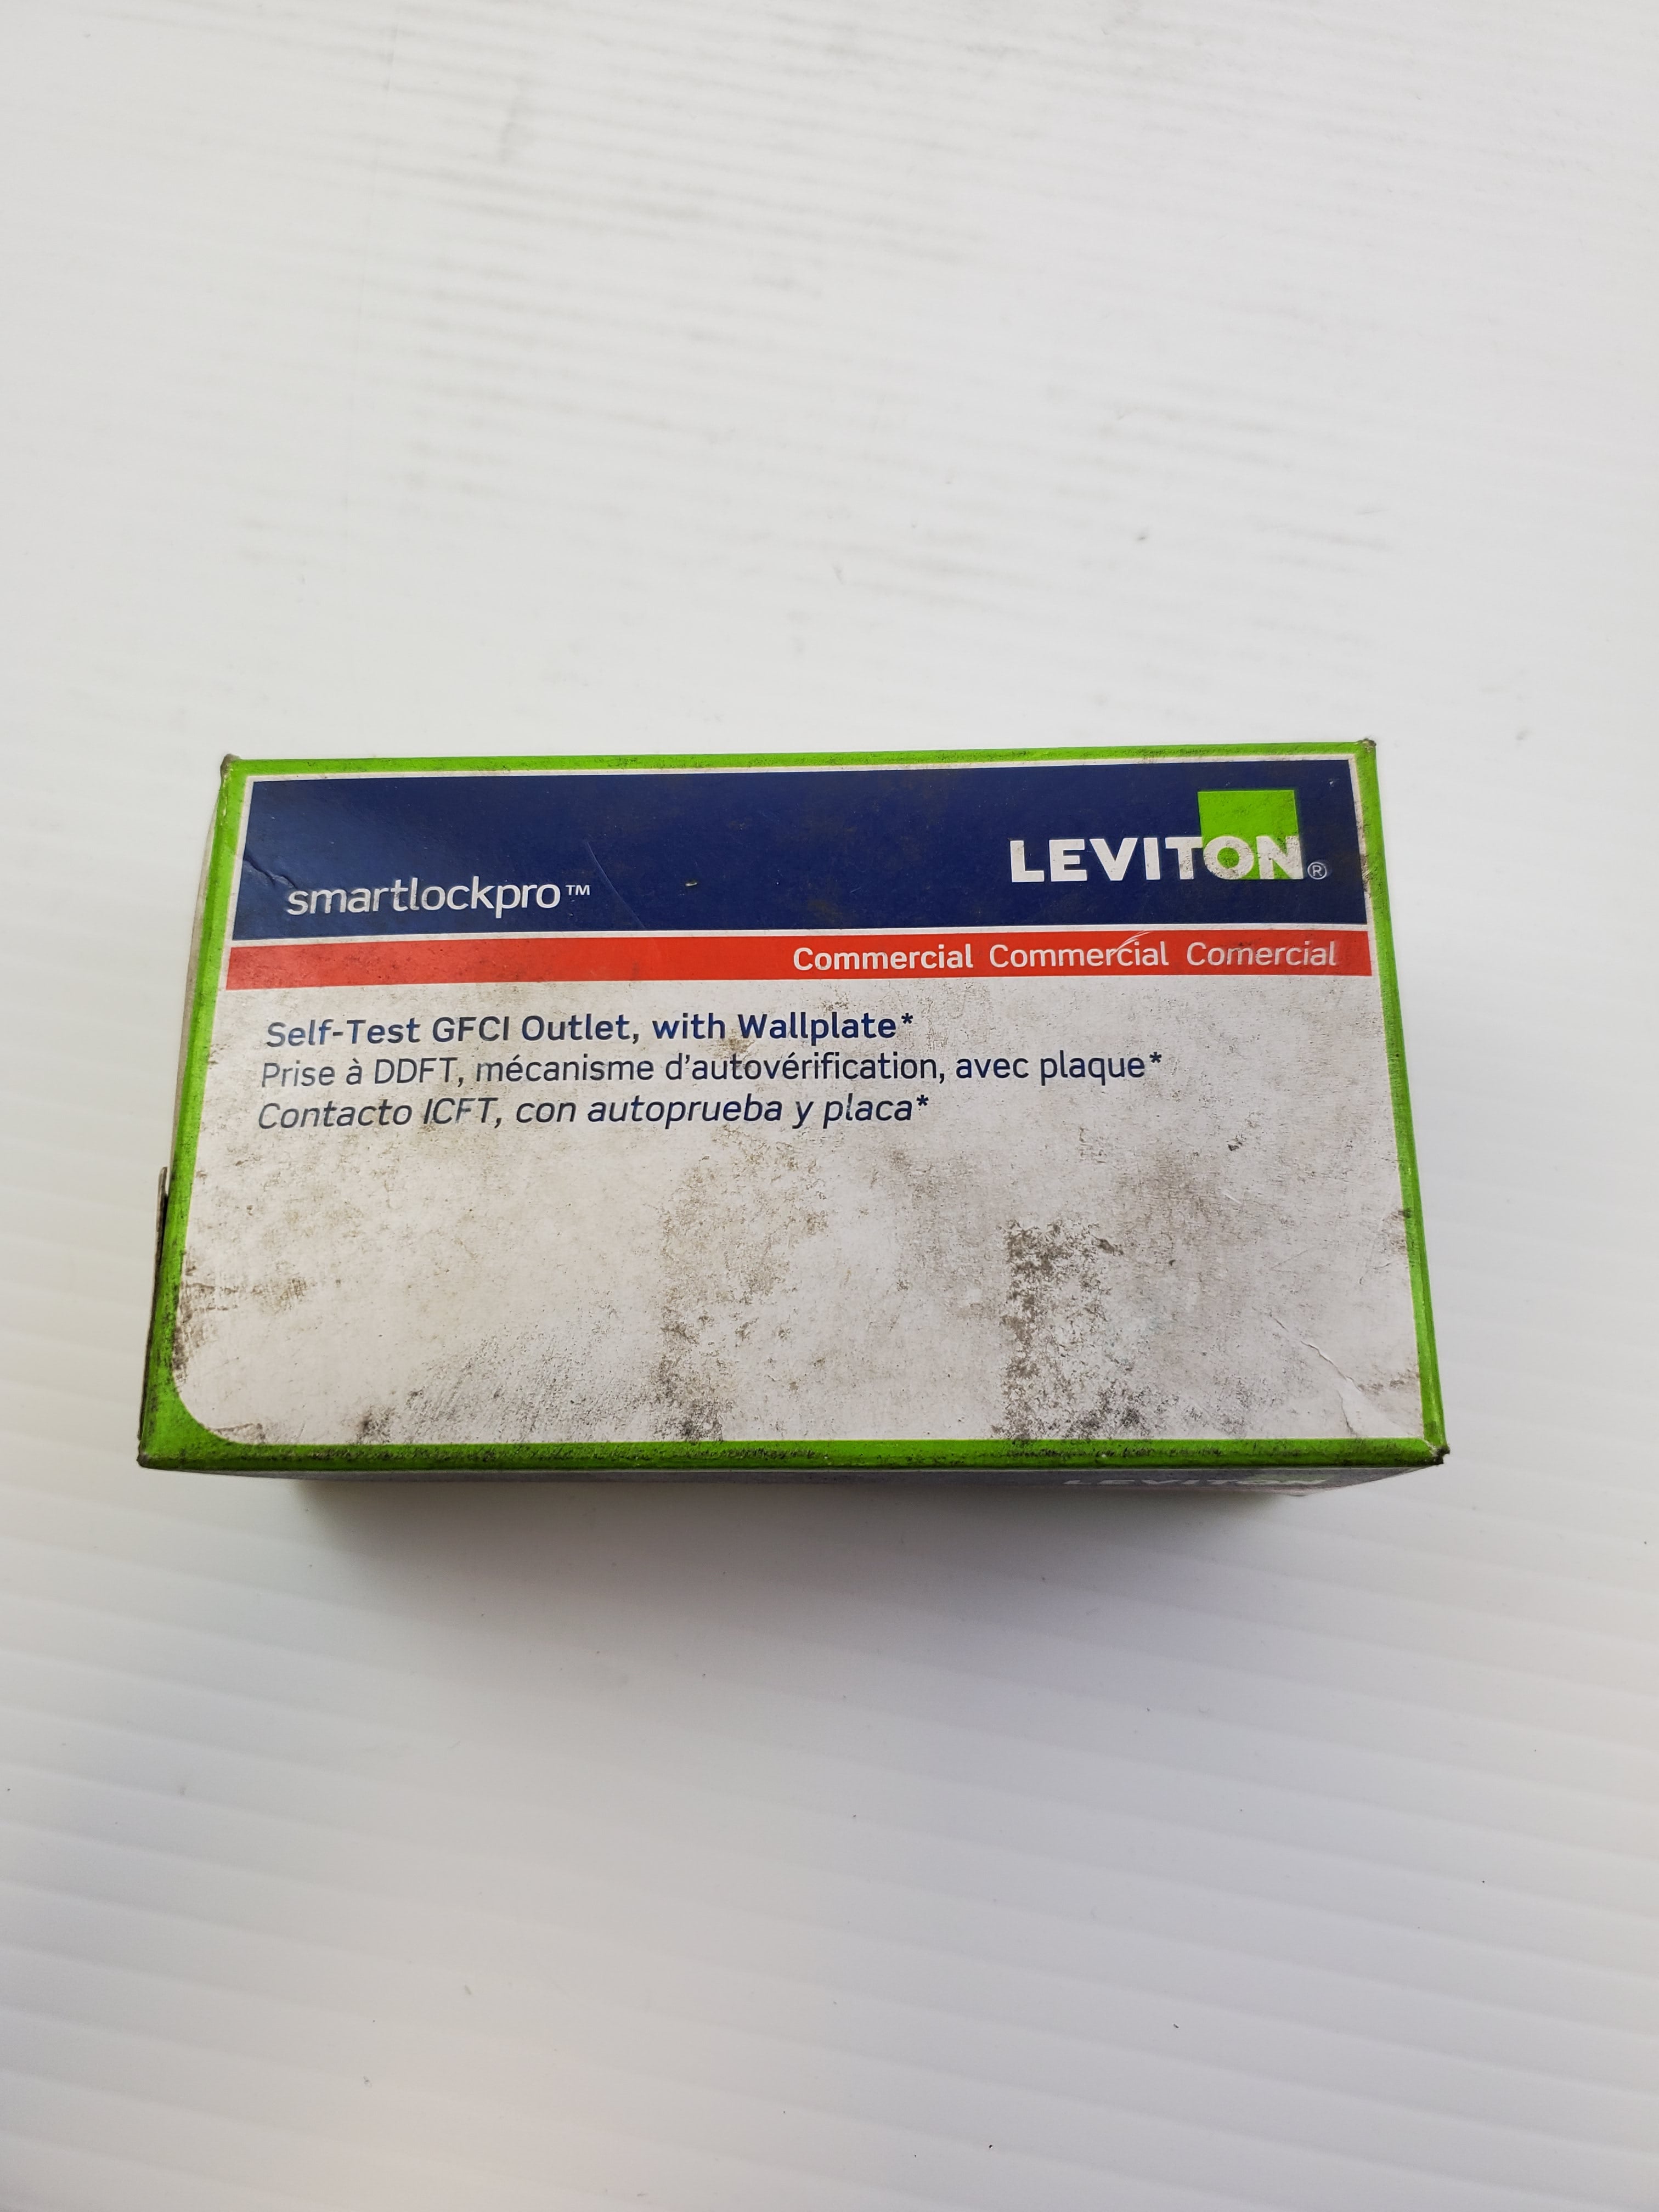 smartlockpro™
LEVITON®
Commercial Commercial Comercial
Self-Test GFCI Outlet, with Wallplate*
Prise à DDFT, mécanisme d'autovérification, avec plaque*
Contacto ICFT, con autoprueba y placa*
LEVITON